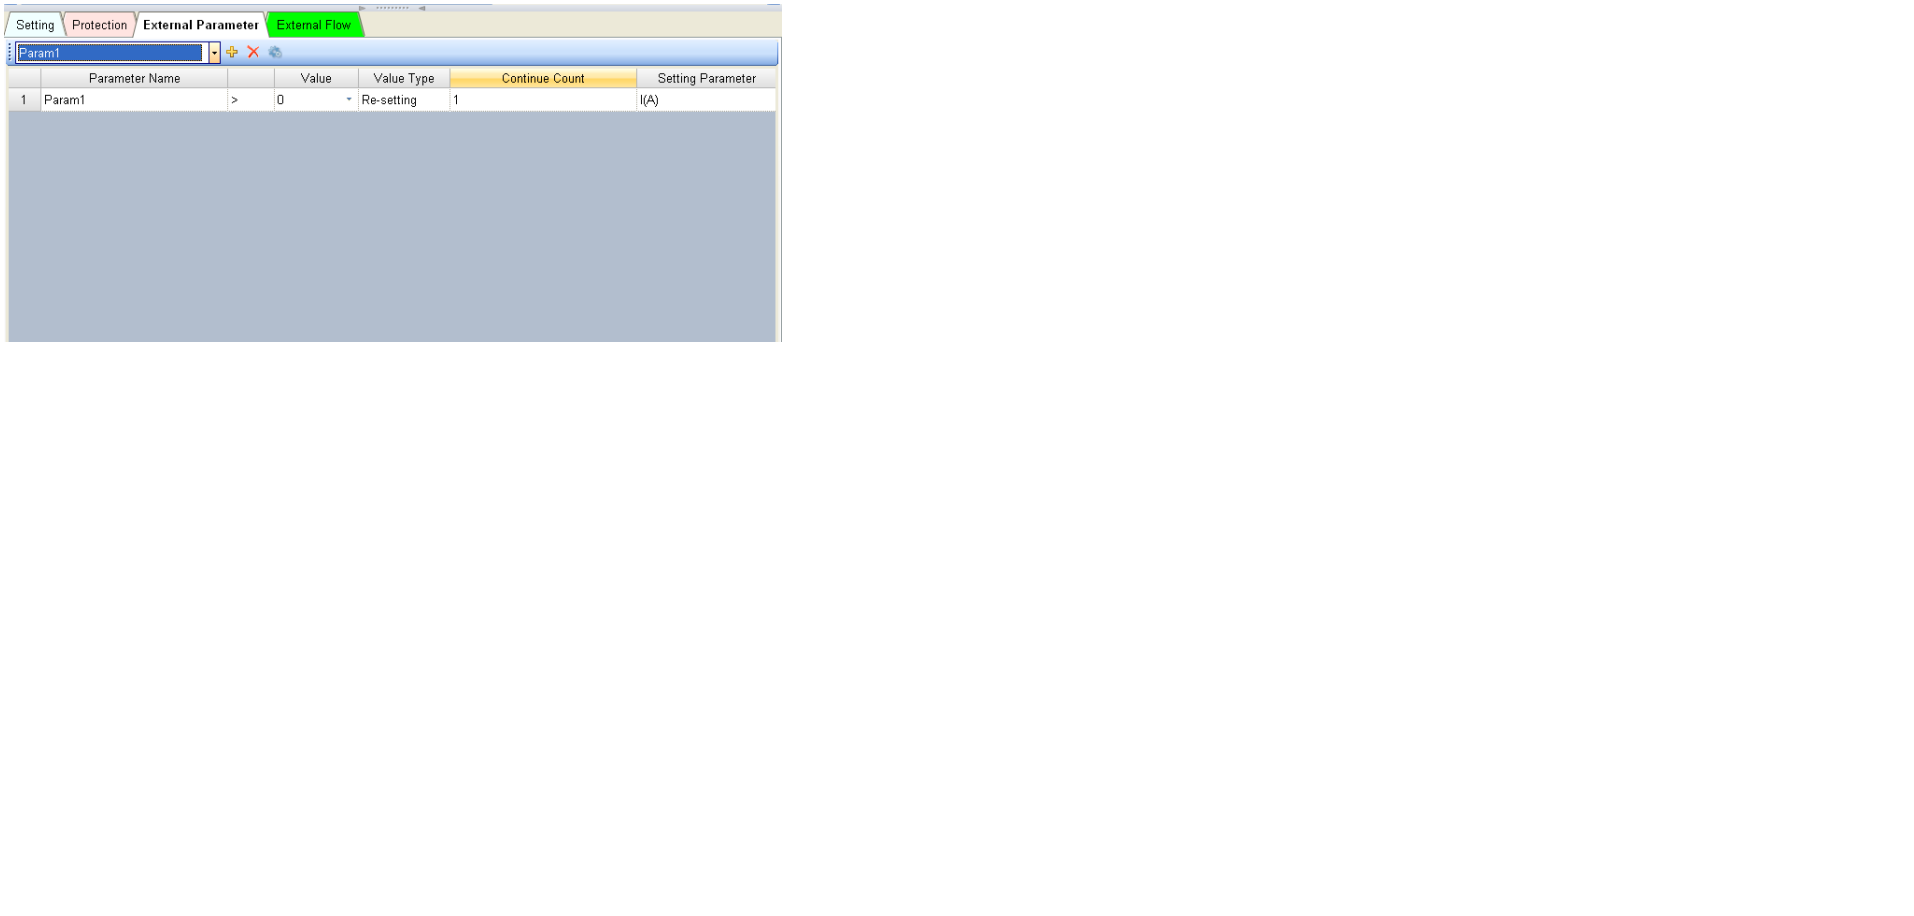 Setting Protection External Parameter External Flow
Param1
Parameter Name Value Value Type Continue Count Setting Parameter
1 Param1 > 0 Re-setting 1 I(A)